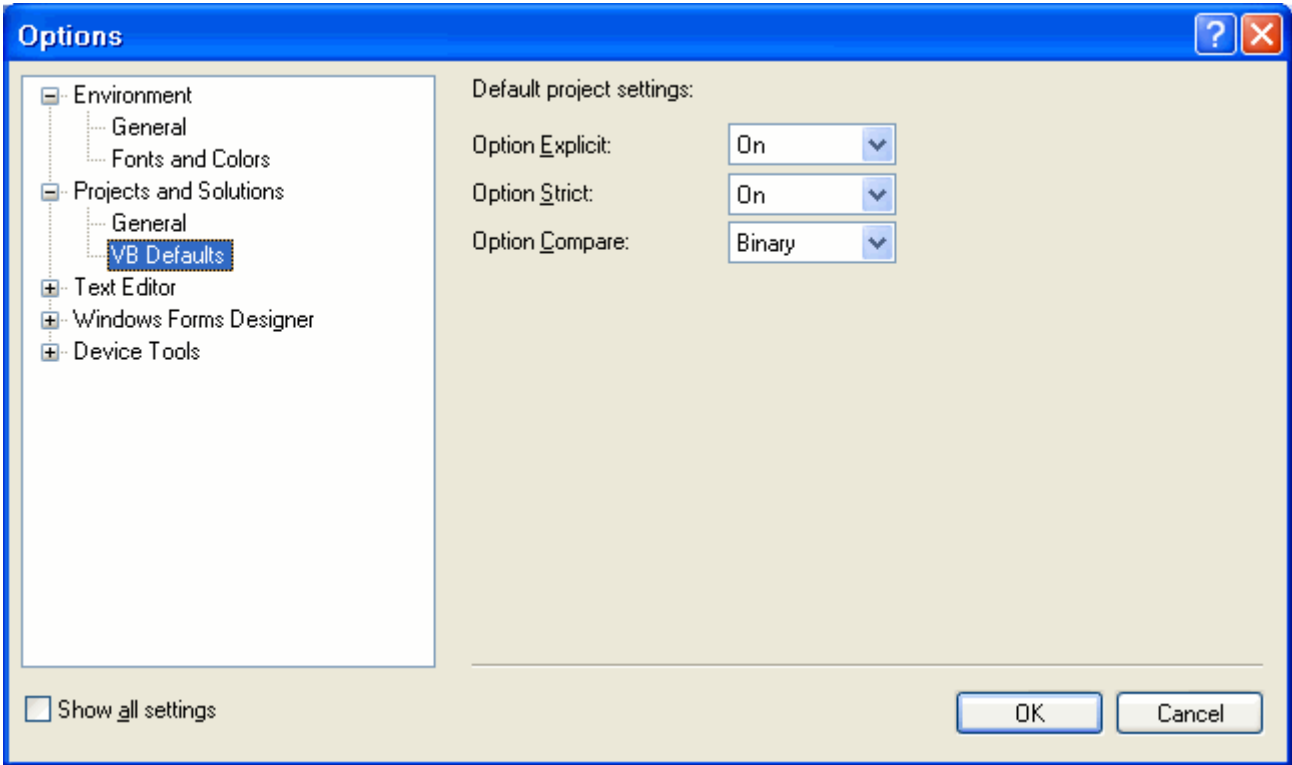 Options
Environment
General
Fonts and Colors
Projects and Solutions
General
VB Defaults
Text Editor
Windows Forms Designer
Device Tools
Default project settings:
Option Explicit: On
Option Strict: On
Option Compare: Binary
Show all settings
OK Cancel